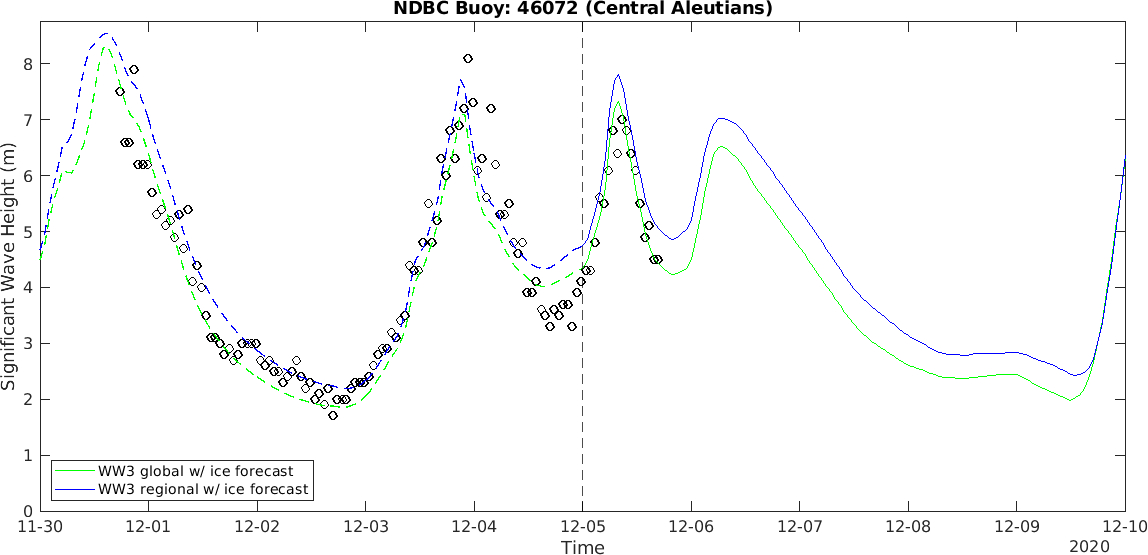 NDBC Buoy: 46072 (Central Aleutians)
Significant Wave Height (m)
8
7
6
5
4
3
2
1
0
WW3 global w/ ice forecast
WW3 regional w/ ice forecast
11-30 12-01 12-02 12-03 12-04 12-05 12-06 12-07 12-08 12-09 12-10
Time
2020